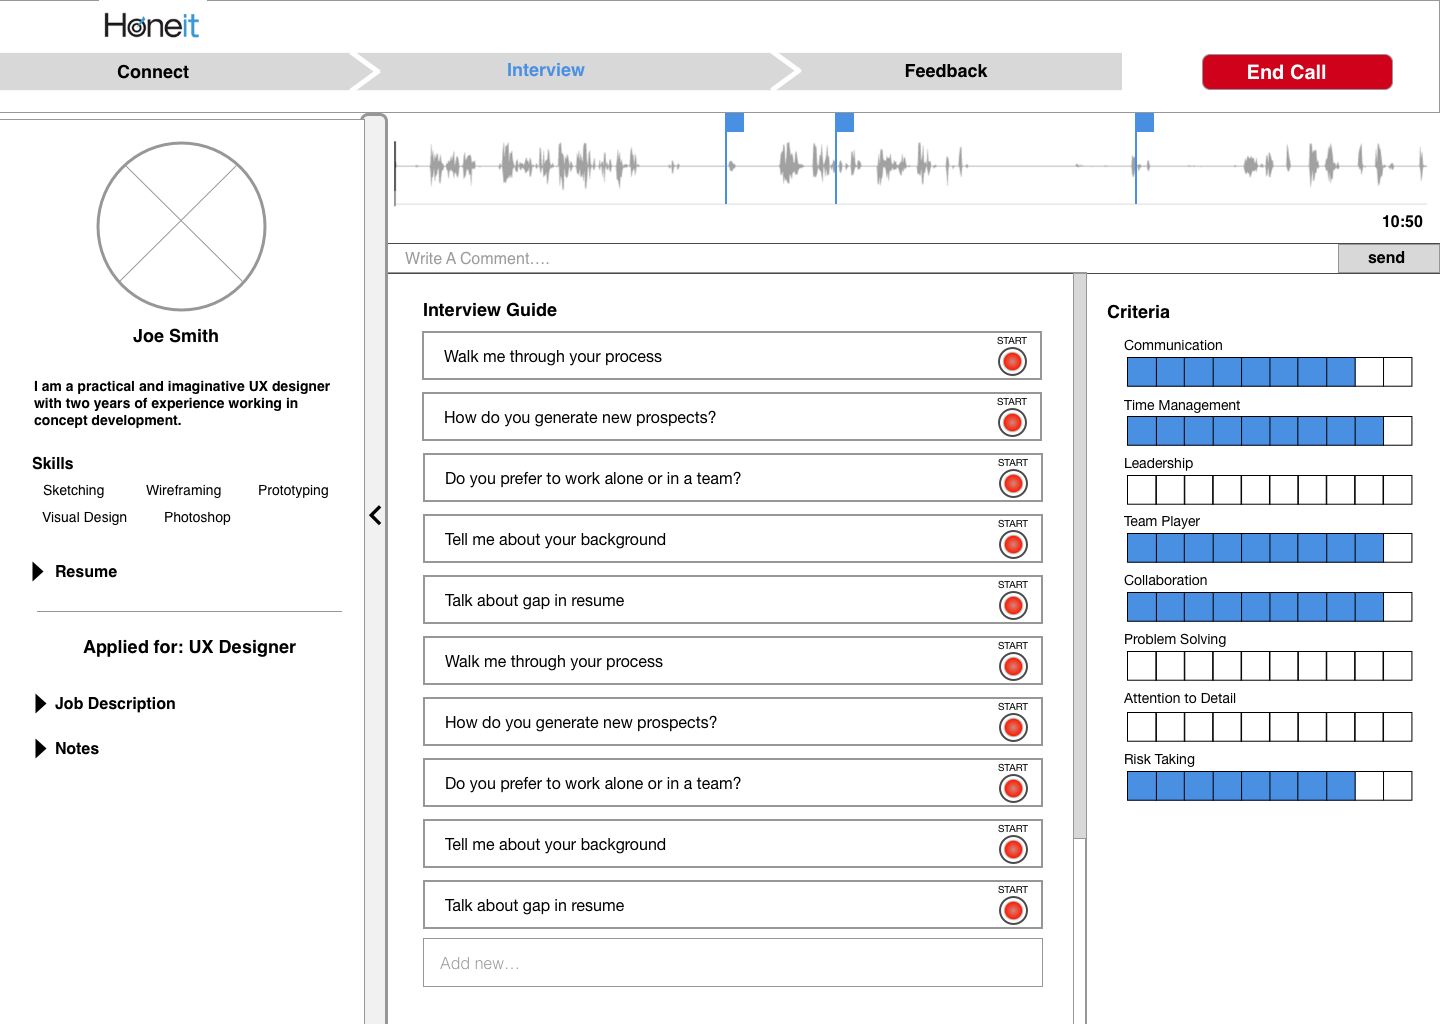 Honeit
Connect
Interview
Feedback
End Call
Joe Smith
I am a practical and imaginative UX designer
with two years of experience working in
concept development.
Skills
Sketching Wireframing Prototyping
Visual Design Photoshop
Resume
Applied for: UX Designer
Job Description
Notes
10:50
Write A Comment....
send
Interview Guide
Walk me through your process
START
How do you generate new prospects?
START
Do you prefer to work alone or in a team?
START
Tell me about your background
START
Talk about gap in resume
START
Walk me through your process
START
How do you generate new prospects?
START
Do you prefer to work alone or in a team?
START
Tell me about your background
START
Talk about gap in resume
START
Add new...
Criteria
Communication
Time Management
Leadership
Team Player
Collaboration
Problem Solving
Attention to Detail
Risk Taking